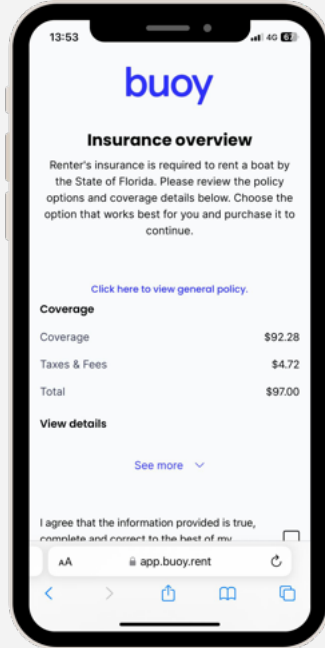 13:53
4G 67
buoy
Insurance overview
Renter's insurance is required to rent a boat by
the State of Florida. Please review the policy
options and coverage details below. Choose the
option that works best for you and purchase it to
continue.
Click here to view general policy.
Coverage
Coverage $92.28
Taxes & Fees $4.72
Total $97.00
View details
See more
I agree that the information provided is true,
complete and correct to the best of my
AA app.buoy.rent